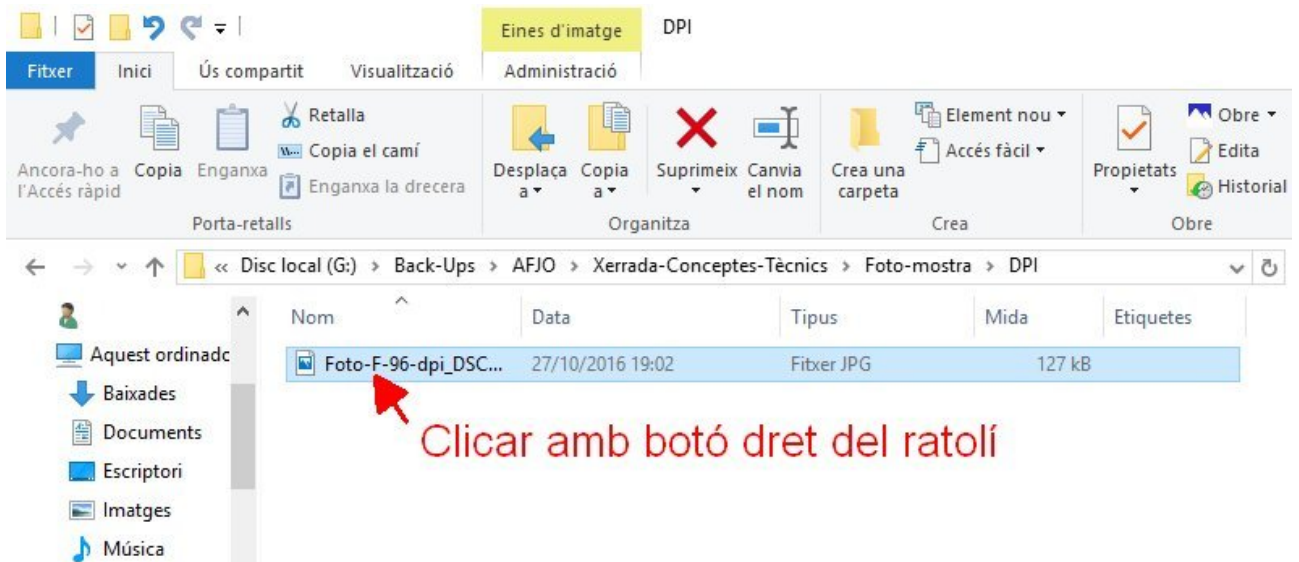 Eines d'imatge DPI
Fitxer Inici Ús compartit Visualització Administració
Ancora-ho a l'Accés ràpid
Copia
Enganxa
Retalla
Copia el camí
Enganxa la drecera
Porta-retalls
Desplaça a
Copia a
Suprimeix
Canvia el nom
Organitza
Crea una carpeta
Element nou
Accés fàcil
Crea
Propietats
Obre
Edita
Historial
Obre
« Disc local (G:) > Back-Ups > AFJO > Xerrada-Conceptes-Tècnics > Foto-mostra > DPI
Aquest ordinadc
Baixades
Documents
Escriptori
Imatges
Música
Nom Data Tipus Mida Etiquetes
Foto-F-96-dpi_DSC... 27/10/2016 19:02 Fitxer JPG 127 kB
Clicar amb botó dret del ratolí